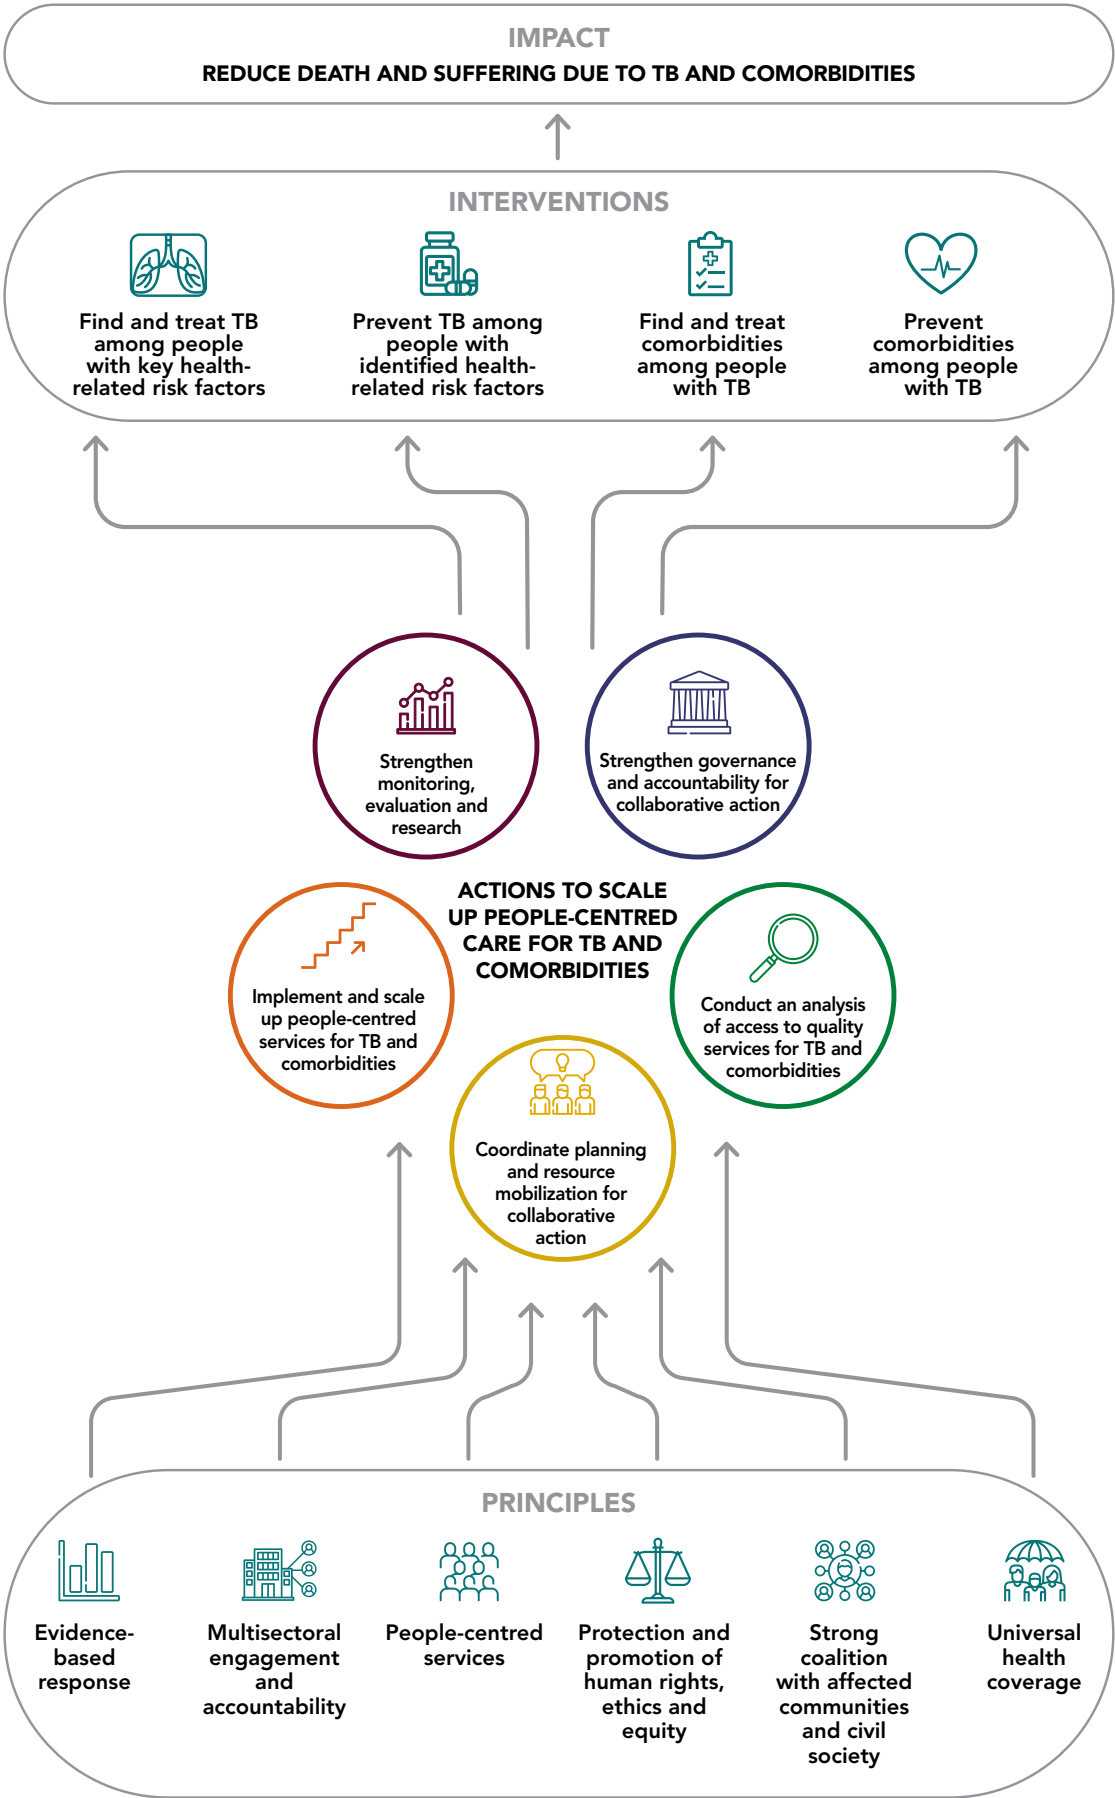 IMPACT
REDUCE DEATH AND SUFFERING DUE TO TB AND COMORBIDITIES
INTERVENTIONS
Find and treat TB
among people
with key health-
related risk factors
Prevent TB among
people with
identified health-
related risk factors
Find and treat
comorbidities
among people
with TB
Prevent
comorbidities
among people
with TB
Strengthen
monitoring,
evaluation and
research
Strengthen governance
and accountability for
collaborative action
ACTIONS TO SCALE
UP PEOPLE-CENTRED
CARE FOR TB AND
COMORBIDITIES
Implement and scale
up people-centred
services for TB and
comorbidities
Conduct an analysis
of access to quality
services for TB and
comorbidities
Coordinate planning
and resource
mobilization for
collaborative
action
PRINCIPLES
Evidence-
based
response
Multisectoral
engagement
and
accountability
People-centred
services
Protection and
promotion of
human rights,
ethics and
equity
Strong
coalition
with affected
communities
and civil
society
Universal
health
coverage